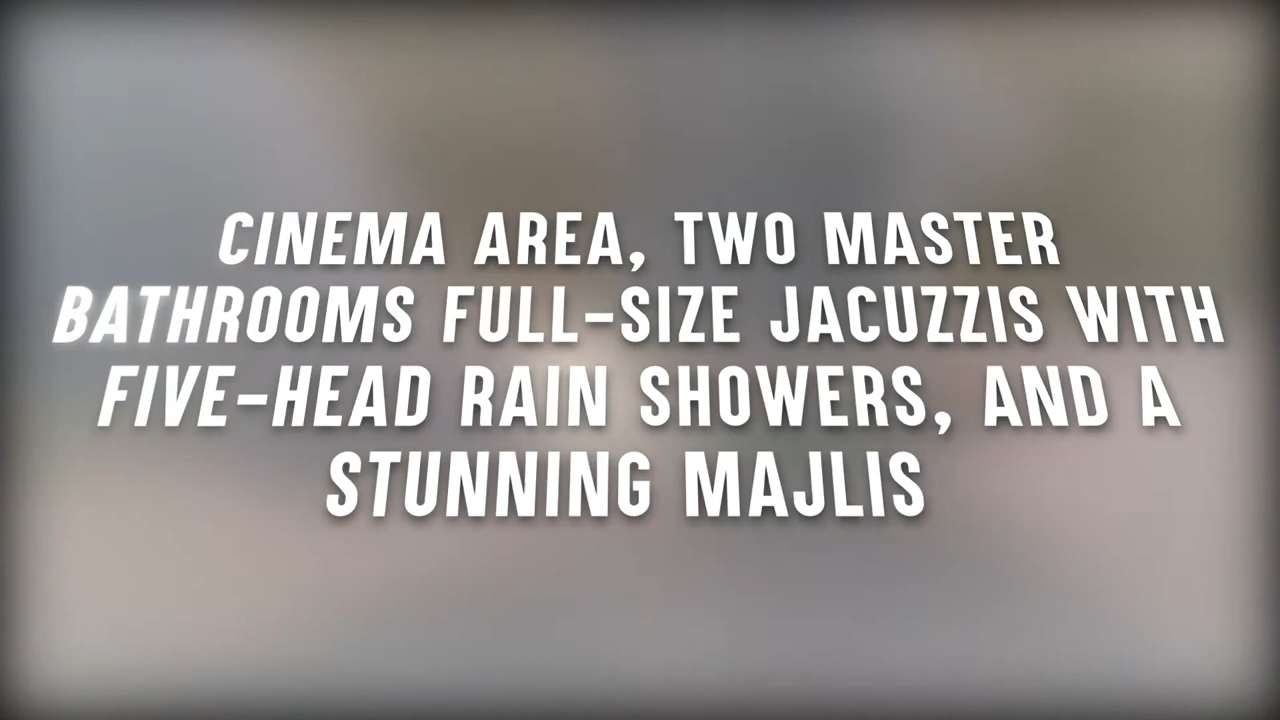 CINEMA AREA, TWO MASTER
BATHROOMS FULL-SIZE JACUZZIS WITH
FIVE-HEAD RAIN SHOWERS, AND A
STUNNING MAJLIS